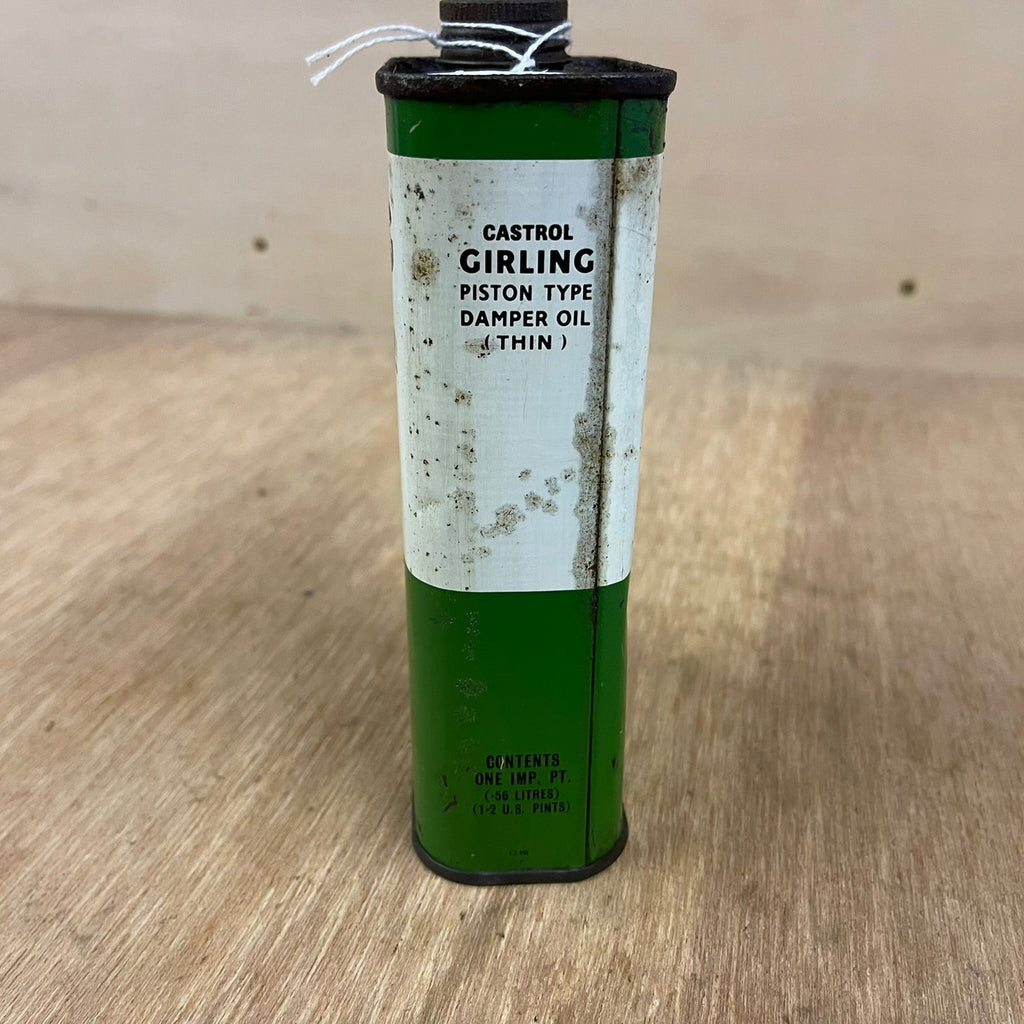 CASTROL
GIRLING
PISTON TYPE
DAMPER OIL
(THIN)
CONTENTS
ONE IMP. PT.
(·56 LITRES)
(1·2 U.S. PINTS)